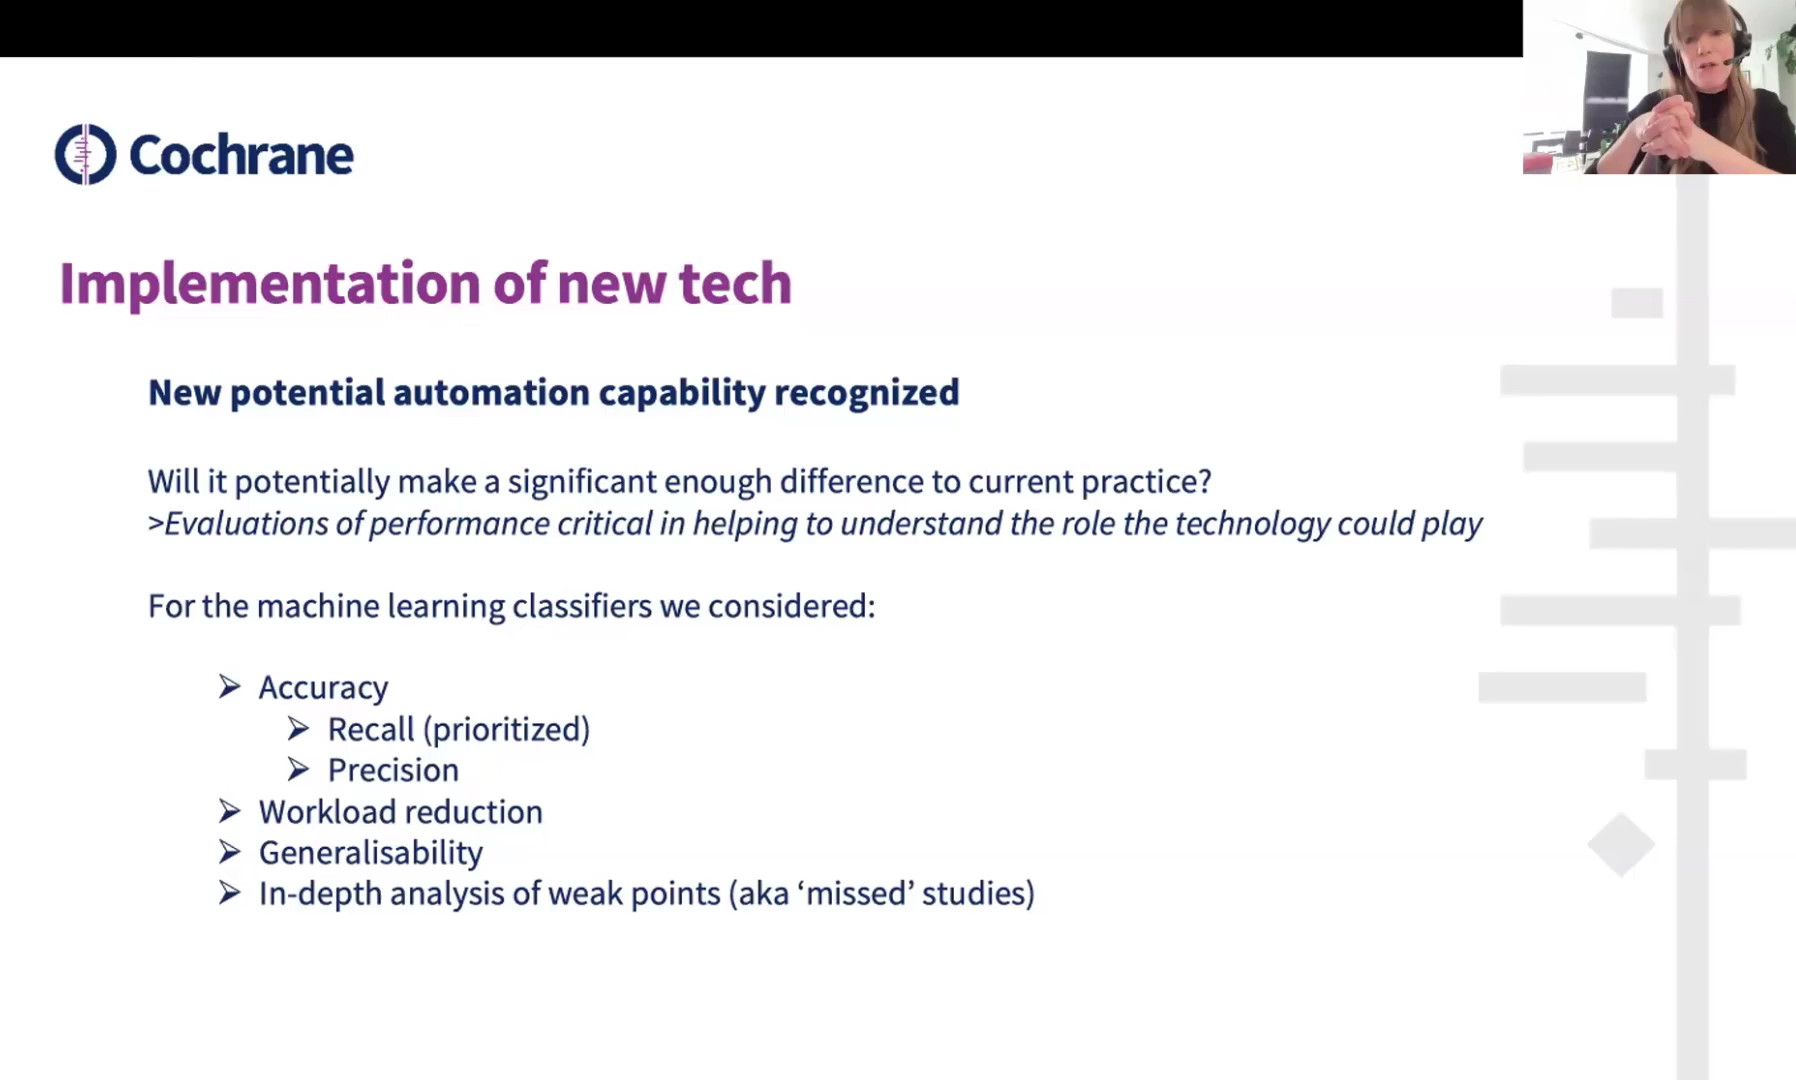 Cochrane
Implementation of new tech
New potential automation capability recognized
Will it potentially make a significant enough difference to current practice?
>Evaluations of performance critical in helping to understand the role the technology could play
For the machine learning classifiers we considered:
➢ Accuracy
➢ Recall (prioritized)
➢ Precision
➢ Workload reduction
➢ Generalisability
➢ In-depth analysis of weak points (aka ‘missed’ studies)